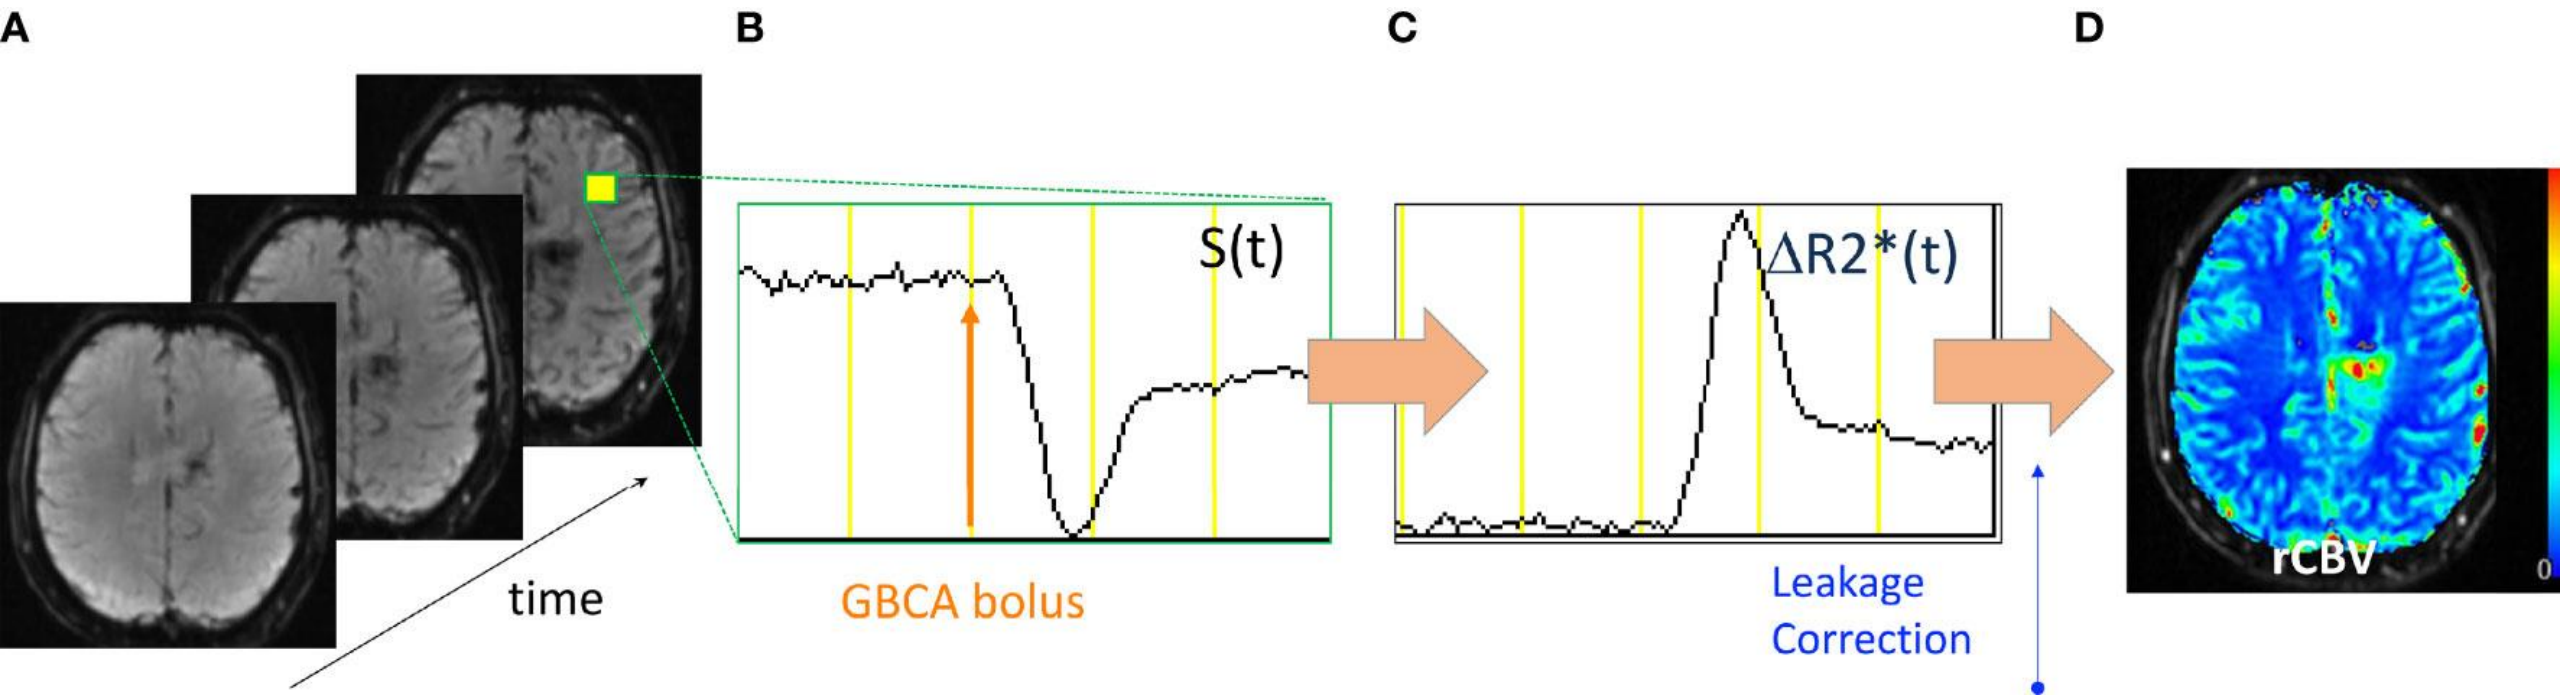 A
B
C
D
S(t)
ΔR2*(t)
time
GBCA bolus
Leakage
Correction
rCBV
0